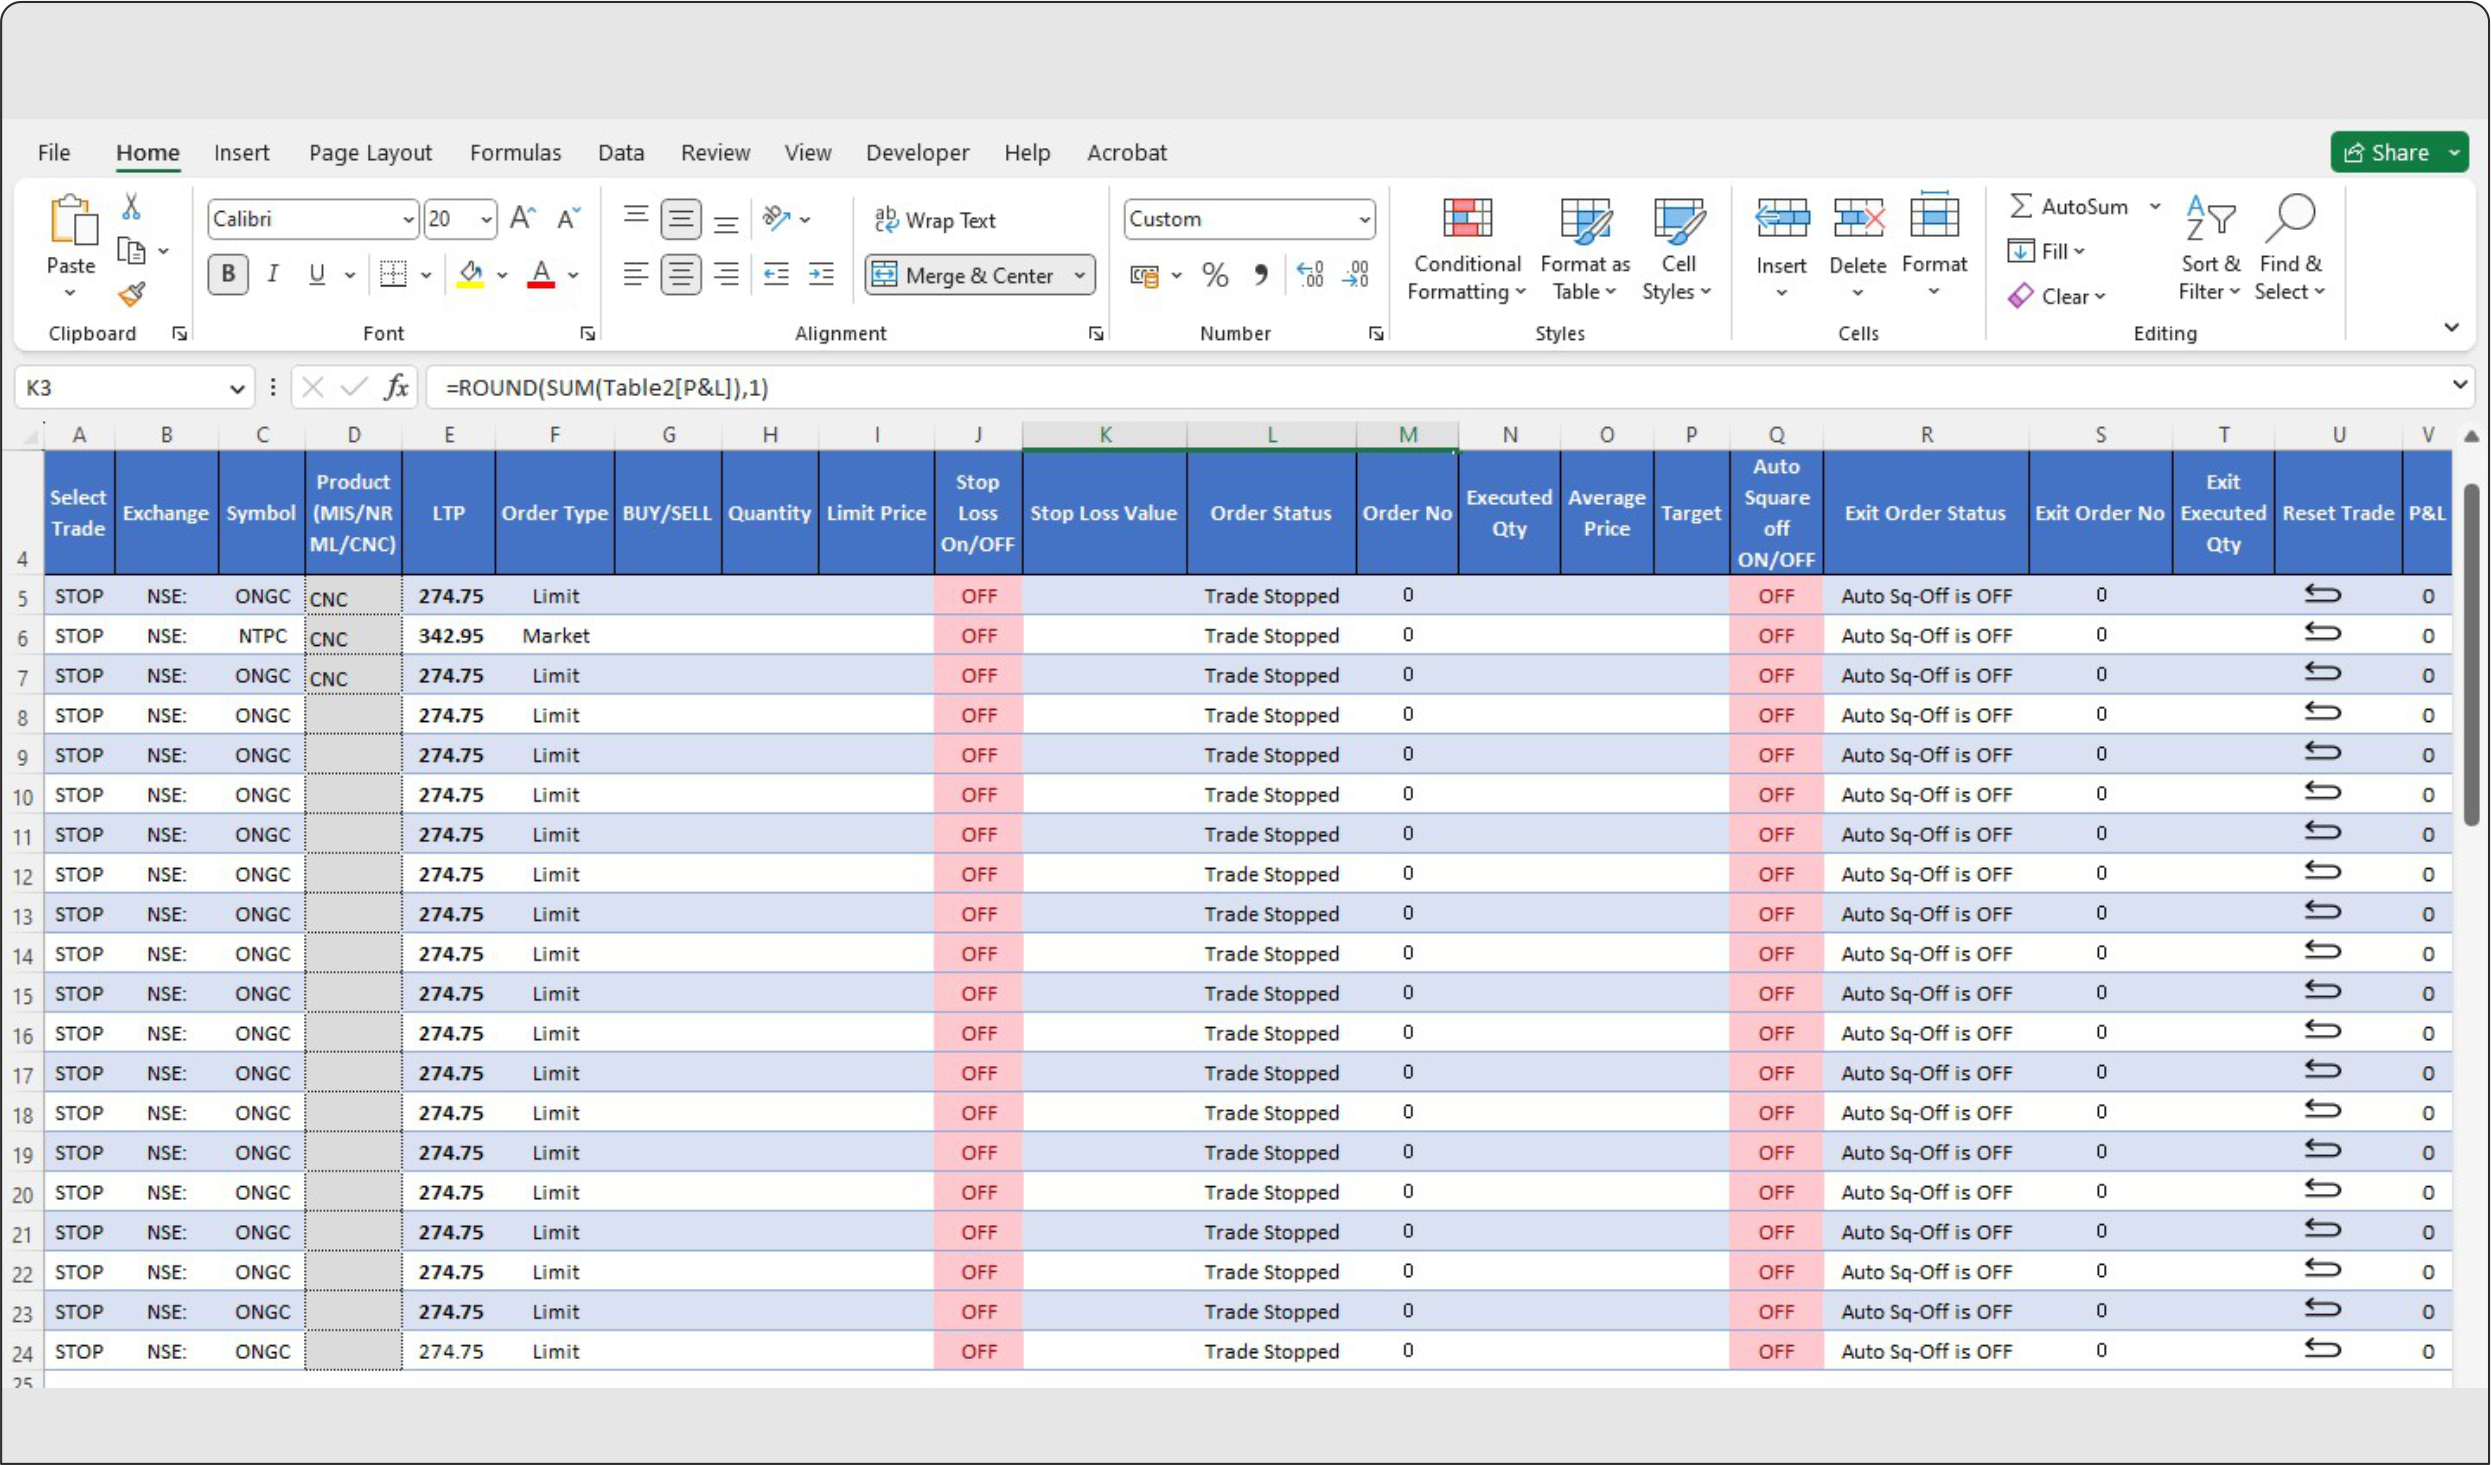 File Home Insert Page Layout Formulas Data Review View Developer Help Acrobat Share
Paste
Clipboard
Calibri 20
B I U A
Font
ab Wrap Text
Merge & Center
Alignment
Custom
% 
Number
Conditional Formatting
Format as Table
Cell Styles
Styles
Insert Delete Format
Cells
AutoSum
Fill
Clear
Sort & Filter
Find & Select
Editing
K3 fx =ROUND(SUM(Table2[P&L]),1)
A B C D E F G H I J K L M N O P Q R S T U V
4 Select Trade Exchange Symbol Product (MIS/NRML/CNC) LTP Order Type BUY/SELL Quantity Limit Price Stop Loss On/OFF Stop Loss Value Order Status Order No Executed Qty Average Price Target Auto Square off ON/OFF Exit Order Status Exit Order No Exit Executed Qty Reset Trade P&L
5 STOP NSE: ONGC CNC 274.75 Limit OFF Trade Stopped 0 OFF Auto Sq-Off is OFF 0 0
6 STOP NSE: NTPC CNC 342.95 Market OFF Trade Stopped 0 OFF Auto Sq-Off is OFF 0 0
7 STOP NSE: ONGC CNC 274.75 Limit OFF Trade Stopped 0 OFF Auto Sq-Off is OFF 0 0
8 STOP NSE: ONGC 274.75 Limit OFF Trade Stopped 0 OFF Auto Sq-Off is OFF 0 0
9 STOP NSE: ONGC 274.75 Limit OFF Trade Stopped 0 OFF Auto Sq-Off is OFF 0 0
10 STOP NSE: ONGC 274.75 Limit OFF Trade Stopped 0 OFF Auto Sq-Off is OFF 0 0
11 STOP NSE: ONGC 274.75 Limit OFF Trade Stopped 0 OFF Auto Sq-Off is OFF 0 0
12 STOP NSE: ONGC 274.75 Limit OFF Trade Stopped 0 OFF Auto Sq-Off is OFF 0 0
13 STOP NSE: ONGC 274.75 Limit OFF Trade Stopped 0 OFF Auto Sq-Off is OFF 0 0
14 STOP NSE: ONGC 274.75 Limit OFF Trade Stopped 0 OFF Auto Sq-Off is OFF 0 0
15 STOP NSE: ONGC 274.75 Limit OFF Trade Stopped 0 OFF Auto Sq-Off is OFF 0 0
16 STOP NSE: ONGC 274.75 Limit OFF Trade Stopped 0 OFF Auto Sq-Off is OFF 0 0
17 STOP NSE: ONGC 274.75 Limit OFF Trade Stopped 0 OFF Auto Sq-Off is OFF 0 0
18 STOP NSE: ONGC 274.75 Limit OFF Trade Stopped 0 OFF Auto Sq-Off is OFF 0 0
19 STOP NSE: ONGC 274.75 Limit OFF Trade Stopped 0 OFF Auto Sq-Off is OFF 0 0
20 STOP NSE: ONGC 274.75 Limit OFF Trade Stopped 0 OFF Auto Sq-Off is OFF 0 0
21 STOP NSE: ONGC 274.75 Limit OFF Trade Stopped 0 OFF Auto Sq-Off is OFF 0 0
22 STOP NSE: ONGC 274.75 Limit OFF Trade Stopped 0 OFF Auto Sq-Off is OFF 0 0
23 STOP NSE: ONGC 274.75 Limit OFF Trade Stopped 0 OFF Auto Sq-Off is OFF 0 0
24 STOP NSE: ONGC 274.75 Limit OFF Trade Stopped 0 OFF Auto Sq-Off is OFF 0 0
25